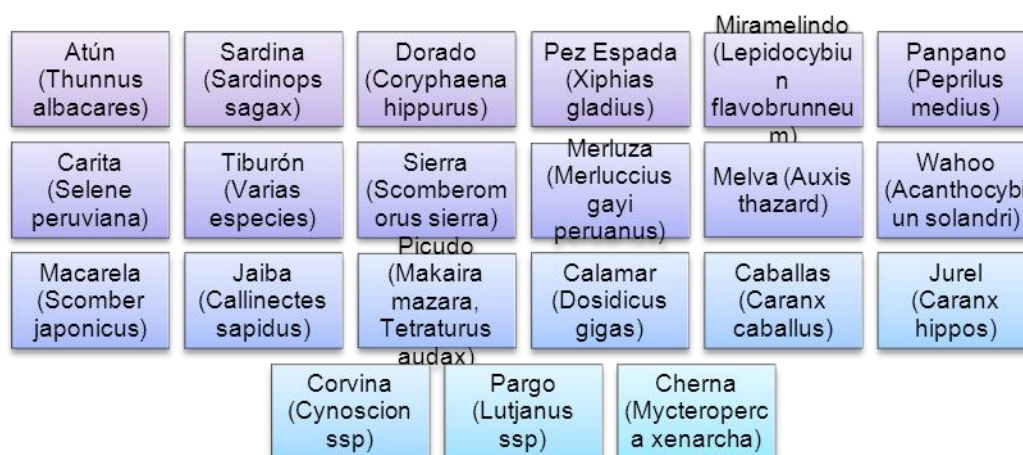 Atún
(Thunnus
albacares)
Sardina
(Sardinops
sagax)
Dorado
(Coryphaena
hippurus)
Pez Espada
(Xiphias
gladius)
Miramelindo
(Lepidocybiu
n
flavobrunneu
m)
Panpano
(Peprilus
medius)
Carita
(Selene
peruviana)
Tiburón
(Varias
especies)
Sierra
(Scomberom
orus sierra)
Merluza
(Merluccius
gayi
peruanus)
Melva (Auxis
thazard)
Wahoo
(Acanthocybi
un solandri)
Macarela
(Scomber
japonicus)
Jaiba
(Callinectes
sapidus)
Picudo
(Makaira
mazara,
Tetraturus
audax)
Calamar
(Dosidicus
gigas)
Caballas
(Caranx
caballus)
Jurel
(Caranx
hippos)
Corvina
(Cynoscion
ssp)
Pargo
(Lutjanus
ssp)
Cherna
(Mycteroperc
a xenarcha)